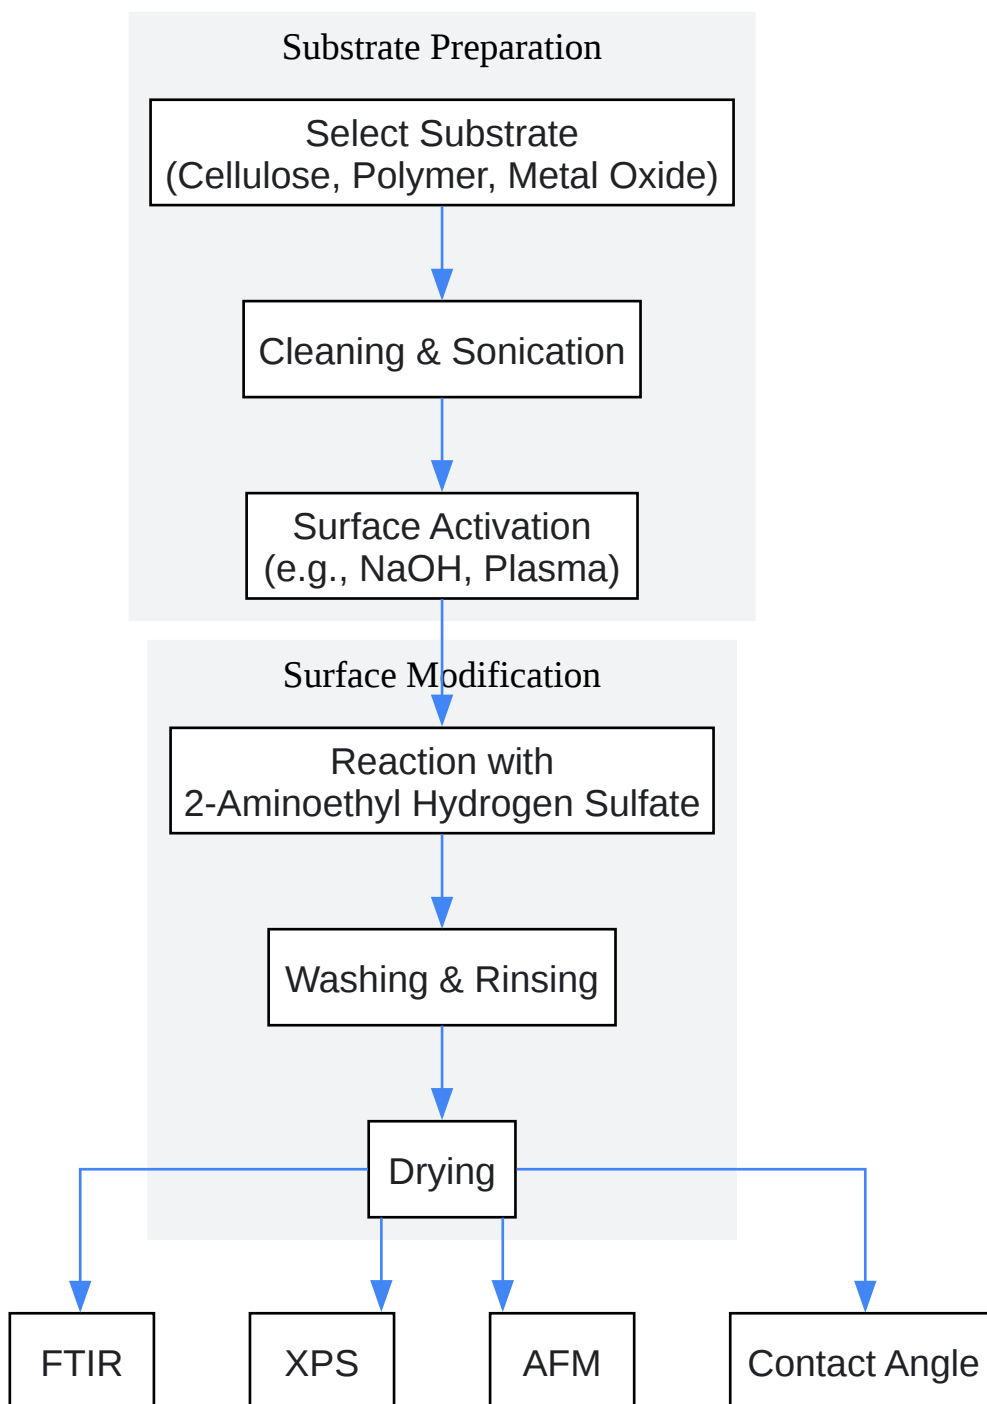 Substrate Preparation
Select Substrate
(Cellulose, Polymer, Metal Oxide)
Cleaning & Sonication
Surface Activation
(e.g., NaOH, Plasma)
Surface Modification
Reaction with
2-Aminoethyl Hydrogen Sulfate
Washing & Rinsing
Drying
FTIR
XPS
AFM
Contact Angle